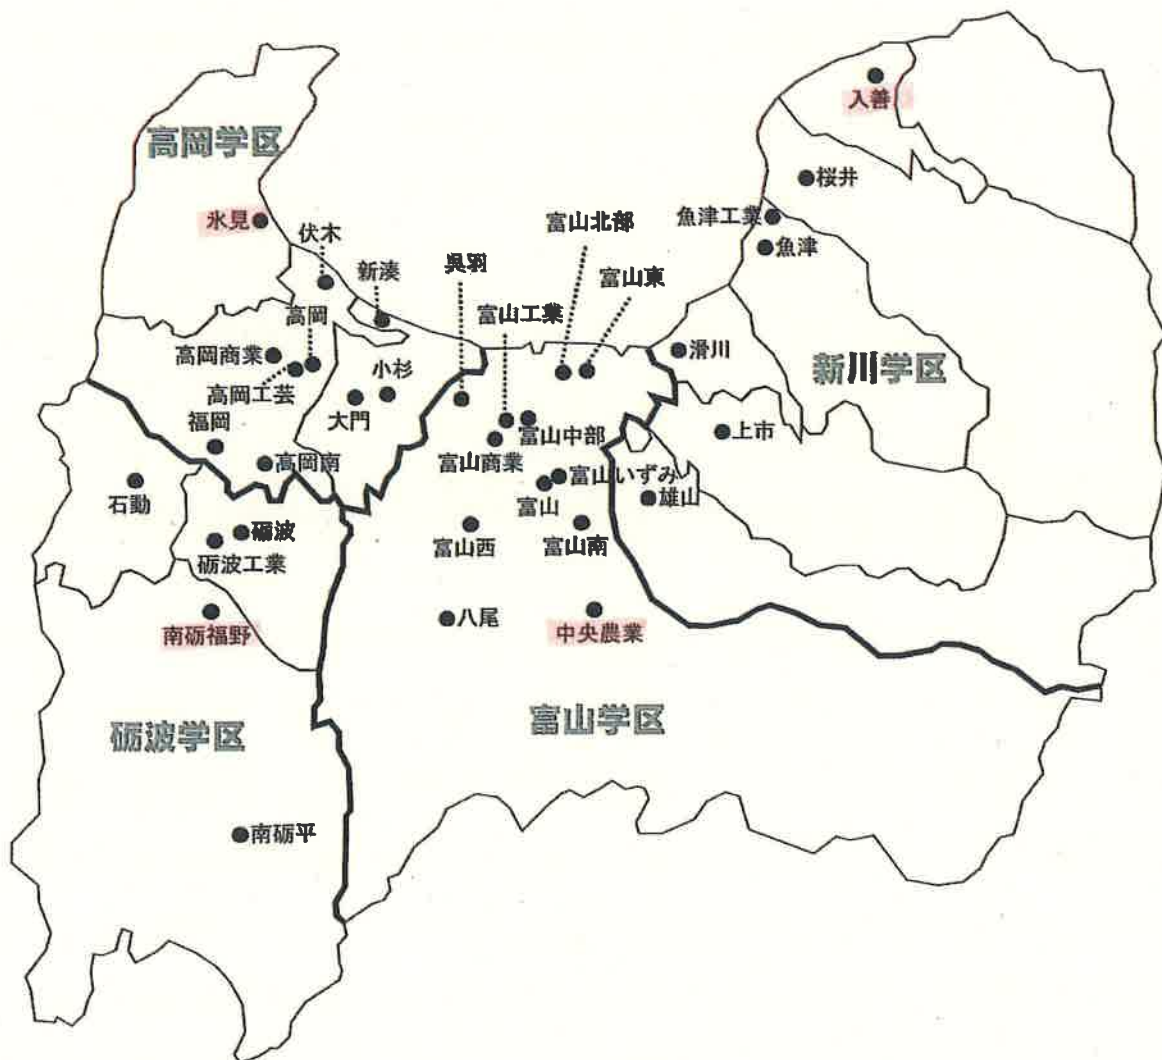 入善
高岡学区
桜井
氷見
伏木
富山北部
魚津工業
魚津
新湊
呉羽
富山東
高岡
富山工業
高岡商業
滑川
新川学区
高岡工芸
小杉
福岡
大門
富山中部
上市
高岡南
富山商業
石動
富山いずみ
富山
雄山
砺波
砺波工業
富山西
富山南
南砺福野
八尾
中央農業
砺波学区
富山学区
南砺平